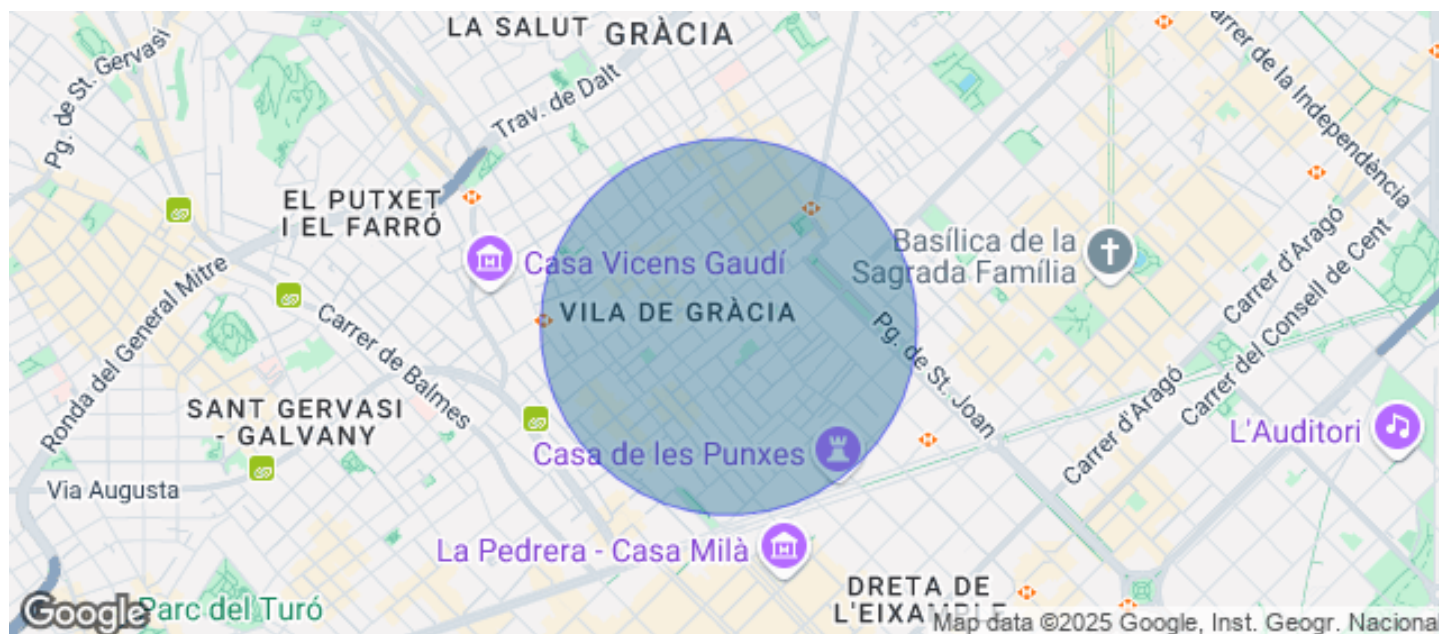 LA SALUT
GRÀCIA
Pg. de St. Gervasi
Trav. de Dalt
Carrer de la Independència
EL PUTXET
I EL FARRÓ
Casa Vicens Gaudí
Basílica de la
Sagrada Família
Carrer d'Aragó
Carrer del Consell de Cent
Ronda del General Mitre
VILA DE GRÀCIA
Carrer de Balmes
Pg. de St. Joan
SANT GERVASI
- GALVANY
Carrer d'Aragó
L'Auditori
Casa de les Punxes
Via Augusta
La Pedrera - Casa Milà
DRETA DE
L'EIXAMPLE
Google
Parc del Turó
Map data ©2025 Google, Inst. Geogr. Nacional